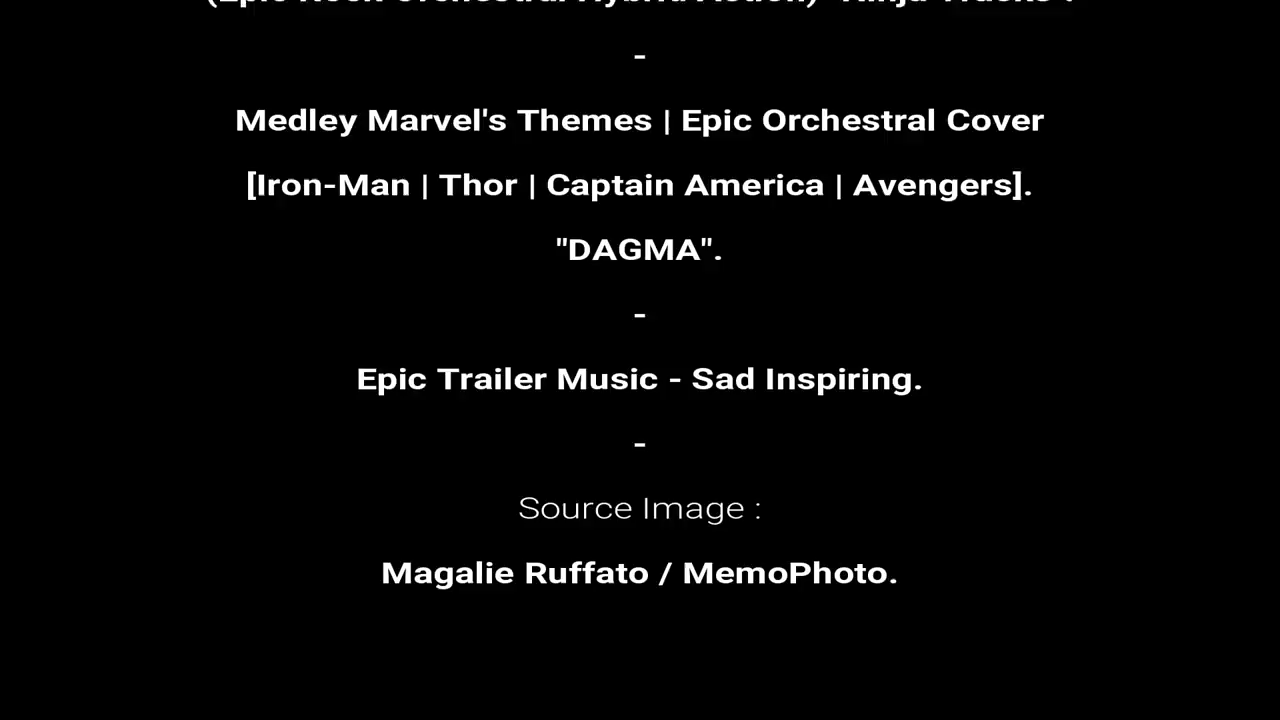 -
Medley Marvel's Themes | Epic Orchestral Cover
[Iron-Man | Thor | Captain America | Avengers].
"DAGMA".
-
Epic Trailer Music - Sad Inspiring.
-
Source Image :
Magalie Ruffato / MemoPhoto.